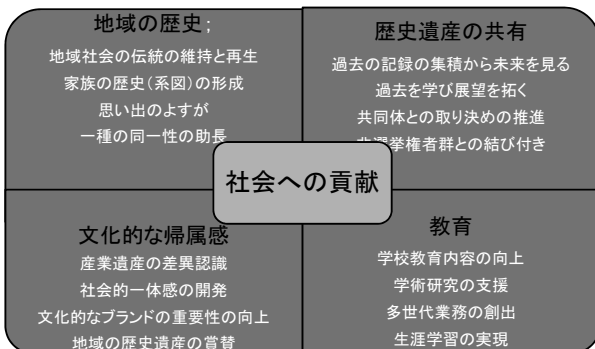 地域の歴史;
地域社会の伝統の維持と再生
家族の歴史(系図)の形成
思い出のよすが
一種の同一性の助長
歴史遺産の共有
過去の記録の集積から未来を見る
過去を学び展望を拓く
共同体との取り決めの推進
非選挙権者群との結び付き
社会への貢献
文化的な帰属感
産業遺産の差異認識
社会的一体感の開発
文化的なブランドの重要性の向上
地域の歴史遺産の賞賛
教育
学校教育内容の向上
学術研究の支援
多世代業務の創出
生涯学習の実現